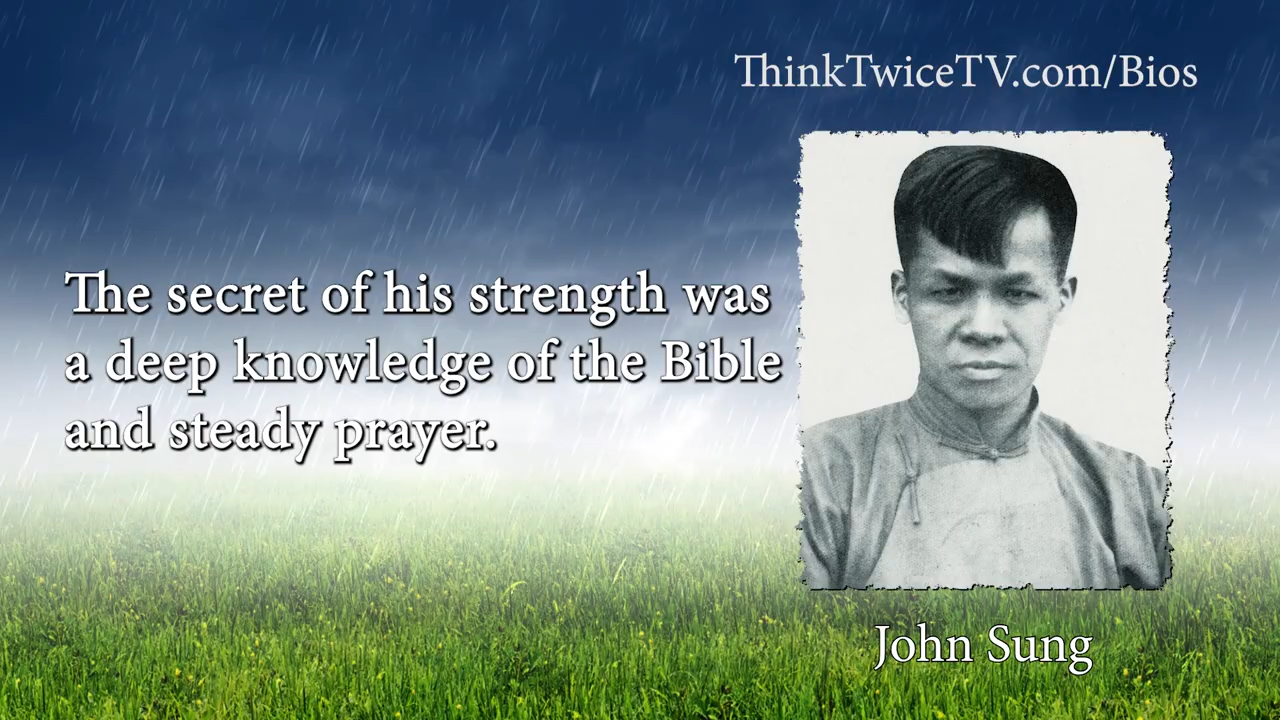 ThinkTwiceTV.com/Bios
The secret of his strength was
a deep knowledge of the Bible
and steady prayer.
John Sung